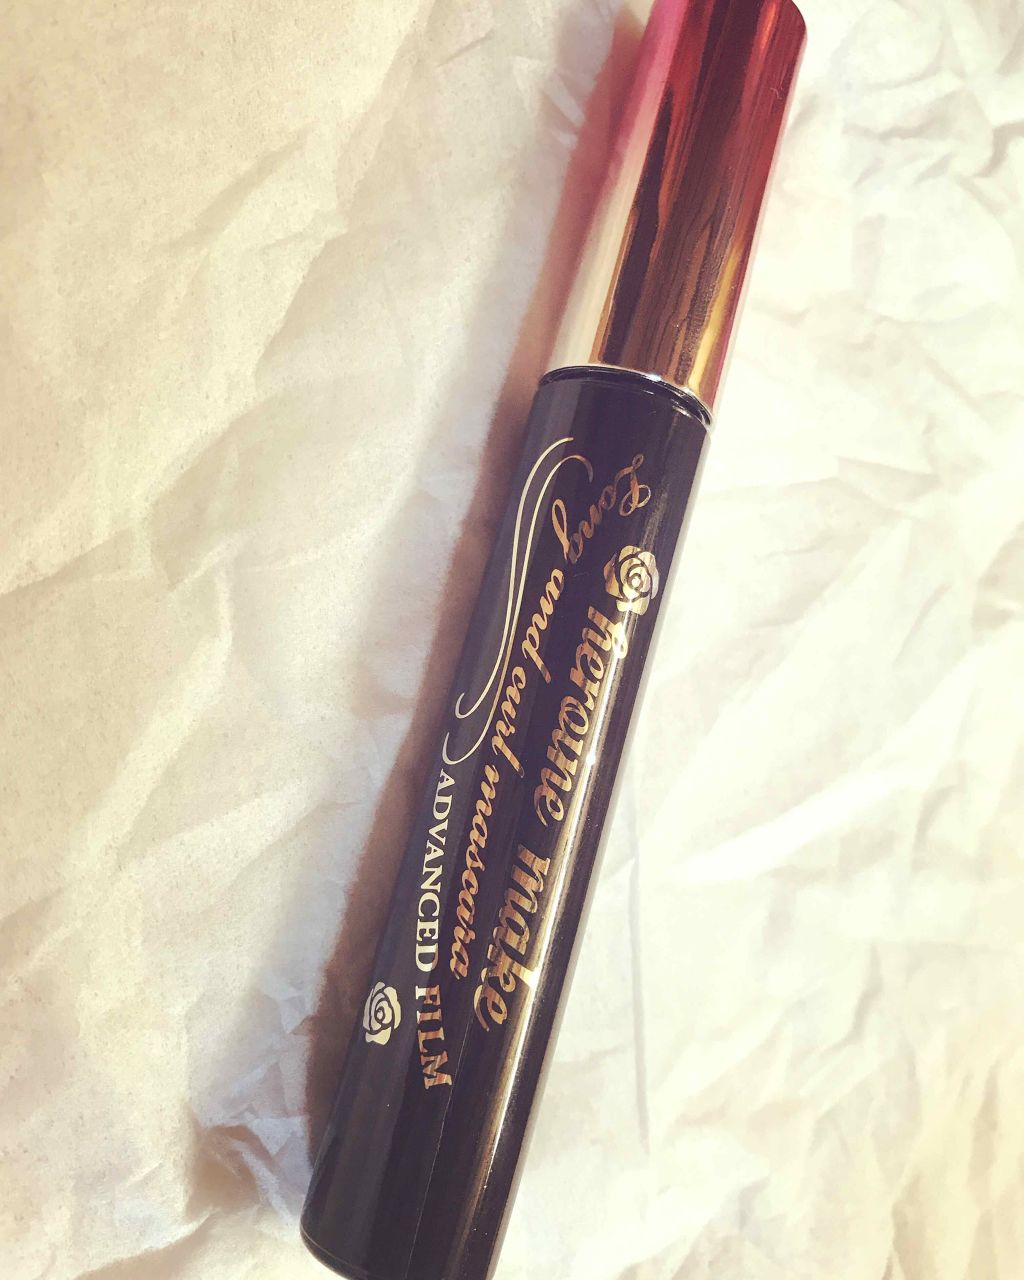 heroine make
Long and curl mascara
ADVANCED FILM